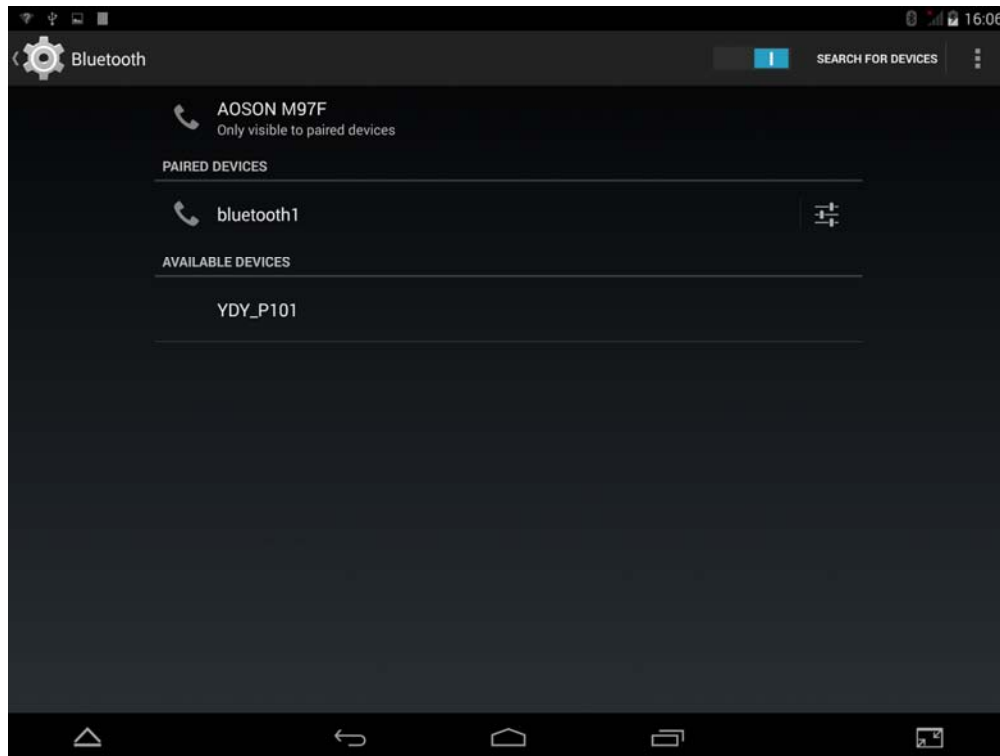 16:06
Bluetooth
SEARCH FOR DEVICES
AOSON M97F
Only visible to paired devices
PAIRED DEVICES
bluetooth1
AVAILABLE DEVICES
YDY_P101